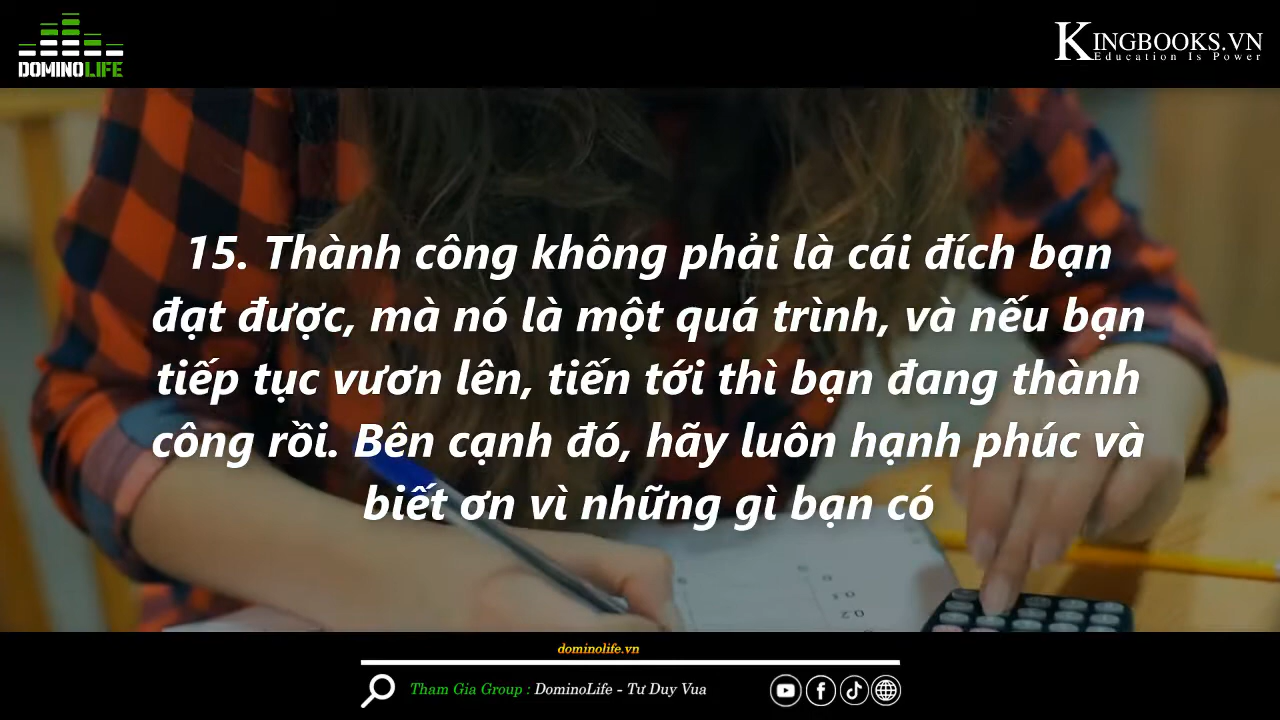 DOMINOLIFE
KINGBOOKS.VN
Education Is Power
15. Thành công không phải là cái đích bạn
đạt được, mà nó là một quá trình, và nếu bạn
tiếp tục vươn lên, tiến tới thì bạn đang thành
công rồi. Bên cạnh đó, hãy luôn hạnh phúc và
biết ơn vì những gì bạn có
0.2
dominolife.vn
Tham Gia Group : DominoLife - Tư Duy Vua